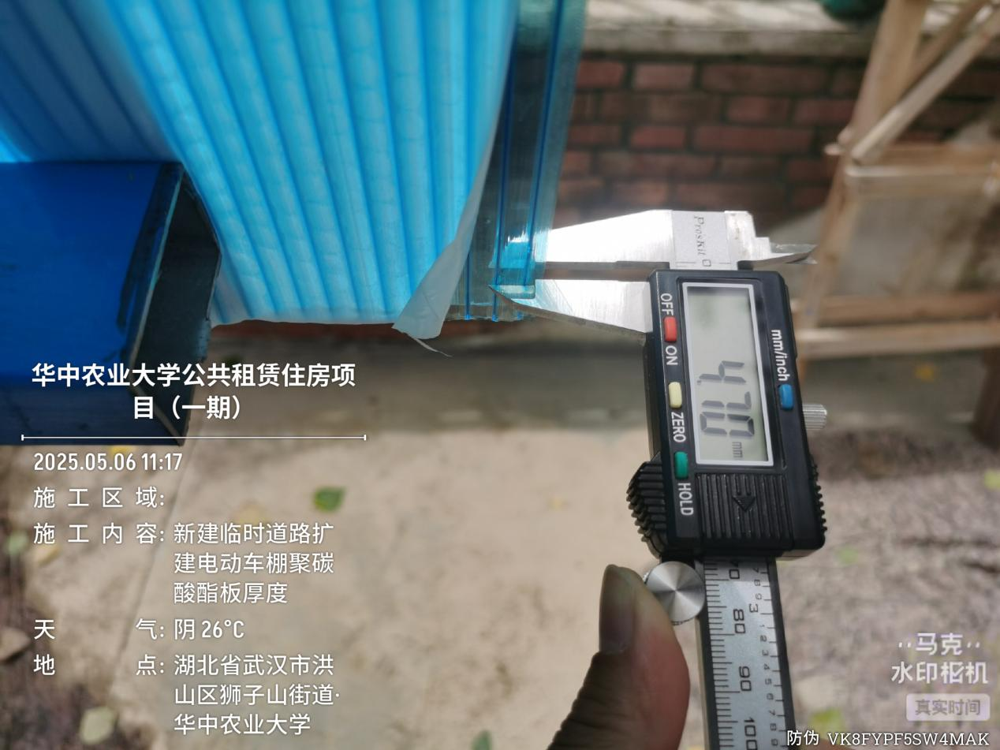 华中农业大学公共租赁住房项
目（一期）
2025.05.06 11:17
施工区域:
施工内容: 新建临时道路扩
建电动车棚聚碳
酸酯板厚度
天气: 阴 26°C
地点: 湖北省武汉市洪
山区狮子山街道·
华中农业大学
Pros'Kit
OFF ON
ZERO
HOLD
mm/inch
mm
80
90
100
马克
水印相机
真实时间
防伪 VK8FYPF5SW4MAK